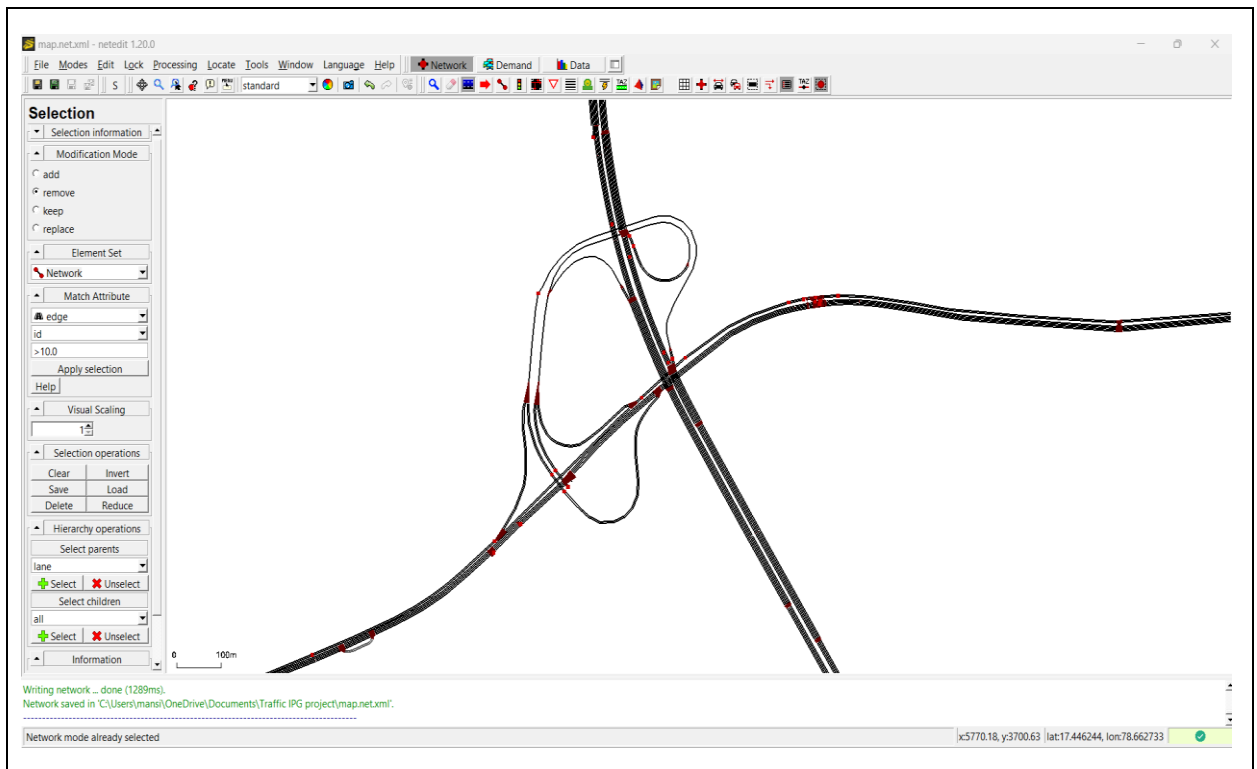 map.net.xml - netedit 1.20.0
File Modes Edit Lock Processing Locate Tools Window Language Help Network Demand Data
S standard
Selection
Selection information
Modification Mode
add
remove
keep
replace
Element Set
Network
Match Attribute
edge
id
>10.0
Apply selection
Help
Visual Scaling
1
Selection operations
Clear Invert
Save Load
Delete Reduce
Hierarchy operations
Select parents
lane
Select Unselect
Select children
all
Select Unselect
Information
0 100m
Writing network ... done (1289ms).
Network saved in 'C:\Users\mansi\OneDrive\Documents\Traffic IPG project\map.net.xml'.
----------------------------------------------------------------------------------------
Network mode already selected x:5770.18, y:3700.63 lat:17.446244, lon:78.662733